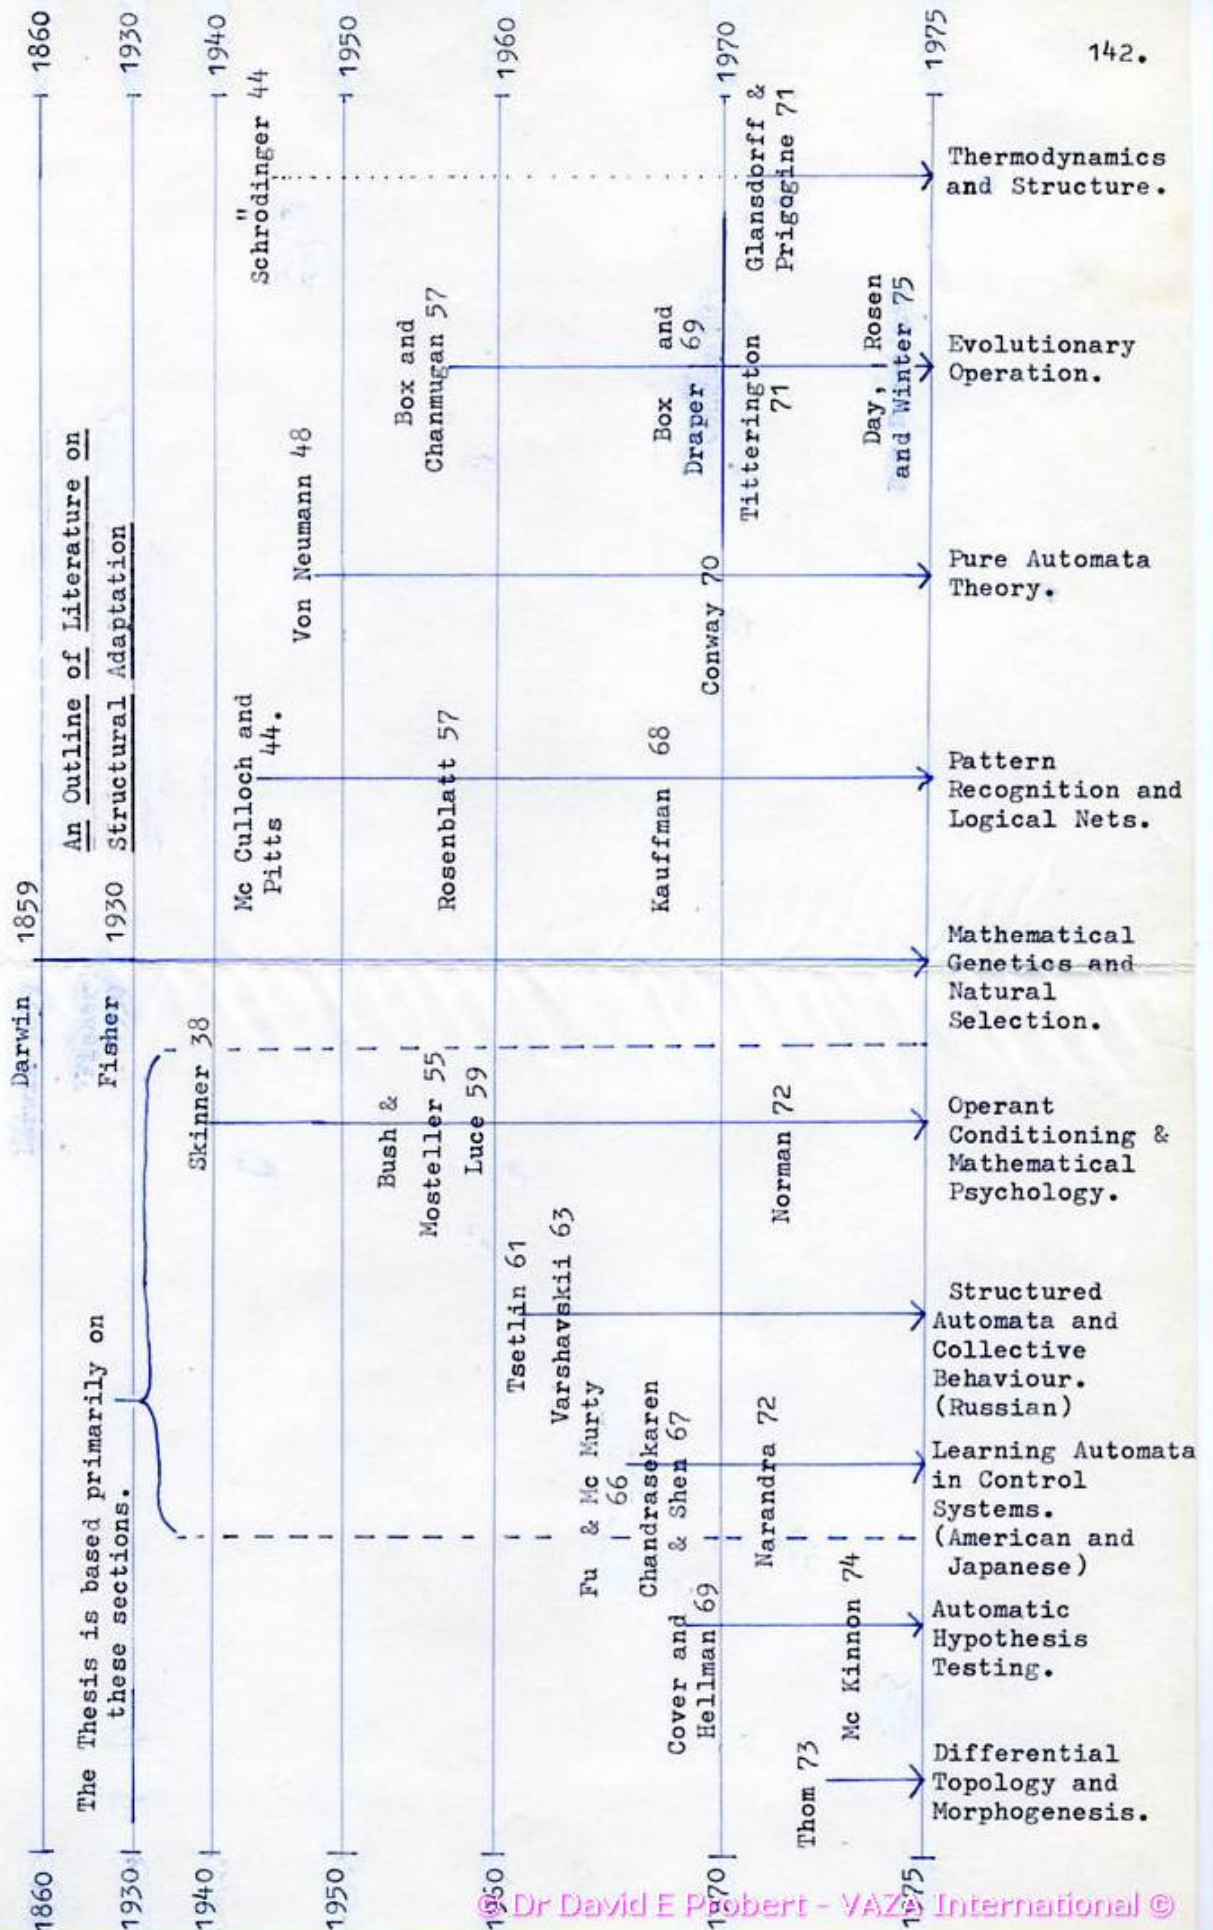 142.
1860
1930
1940
1950
1960
1970
1975
An Outline of Literature on
Structural Adaptation
Schrödinger 44
Glansdorff &
Prigogine 71
Thermodynamics
and Structure.
Box and
Chanmugan 57
Box and
Draper 69
Titterington
71
Day, Rosen
and Winter 75
Evolutionary
Operation.
Von Neumann 48
Conway 70
Pure Automata
Theory.
Mc Culloch and
Pitts 44.
Rosenblatt 57
Kauffman 68
Pattern
Recognition and
Logical Nets.
Darwin 1859
Fisher 1930
Mathematical
Genetics and
Natural
Selection.
Skinner 38
Bush &
Mosteller 55
Luce 59
Norman 72
Operant
Conditioning &
Mathematical
Psychology.
Tsetlin 61
Varshavskii 63
Structured
Automata and
Collective
Behaviour.
(Russian)
Fu & Mc Murty
66
Chandrasekaren
& Shen 67
Narandra 72
Learning Automata
in Control
Systems.
(American and
Japanese)
Cover and
Hellman 69
Mc Kinnon 74
Automatic
Hypothesis
Testing.
Thom 73
Differential
Topology and
Morphogenesis.
The Thesis is based primarily on
these sections.
1860
1930
1940
1950
1960
1970
1975
© Dr David E Probert - VAZA International ©